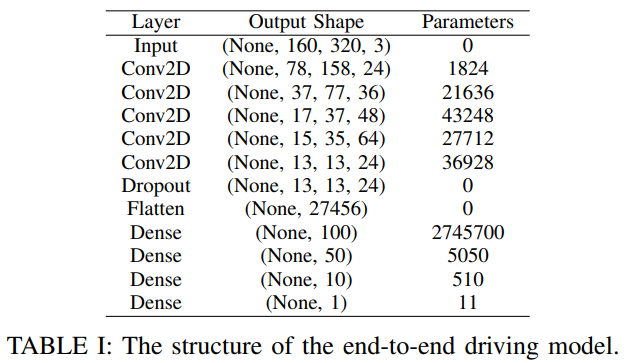 Layer Output Shape Parameters
Input (None, 160, 320, 3) 0
Conv2D (None, 78, 158, 24) 1824
Conv2D (None, 37, 77, 36) 21636
Conv2D (None, 17, 37, 48) 43248
Conv2D (None, 15, 35, 64) 27712
Conv2D (None, 13, 13, 24) 36928
Dropout (None, 13, 13, 24) 0
Flatten (None, 27456) 0
Dense (None, 100) 2745700
Dense (None, 50) 5050
Dense (None, 10) 510
Dense (None, 1) 11
TABLE I: The structure of the end-to-end driving model.